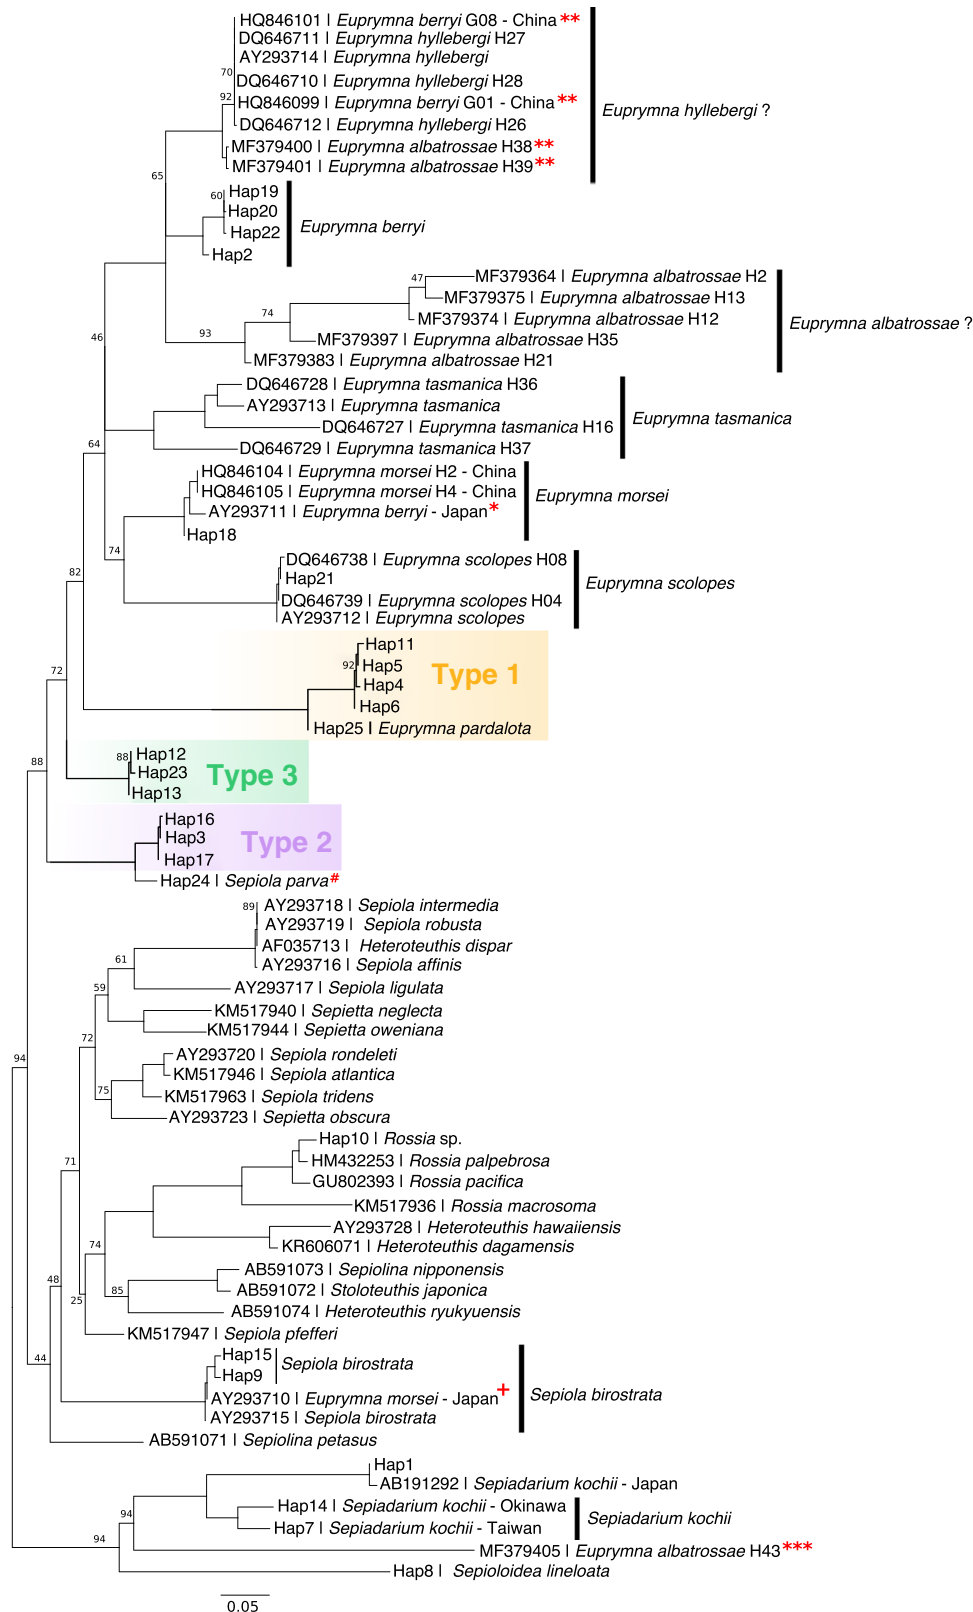 HQ846101 | Euprymna berryi G08 - China **
DQ646711 | Euprymna hyllebergi H27
AY293714 | Euprymna hyllebergi
70
DQ646710 | Euprymna hyllebergi H28
92
HQ846099 | Euprymna berryi G01 - China **
Euprymna hyllebergi ?
DQ646712 | Euprymna hyllebergi H26
MF379400 | Euprymna albatrossae H38 **
MF379401 | Euprymna albatrossae H39 **
65
60
Hap19
Hap20
Hap22
Euprymna berryi
Hap2
47
MF379364 | Euprymna albatrossae H2
MF379375 | Euprymna albatrossae H13
74
MF379374 | Euprymna albatrossae H12
Euprymna albatrossae ?
93
46
MF379397 | Euprymna albatrossae H35
MF379383 | Euprymna albatrossae H21
DQ646728 | Euprymna tasmanica H36
AY293713 | Euprymna tasmanica
Euprymna tasmanica
DQ646727 | Euprymna tasmanica H16
64
DQ646729 | Euprymna tasmanica H37
HQ846104 | Euprymna morsei H2 - China
HQ846105 | Euprymna morsei H4 - China
Euprymna morsei
AY293711 | Euprymna berryi - Japan *
Hap18
74
DQ646738 | Euprymna scolopes H08
82
Hap21
Euprymna scolopes
DQ646739 | Euprymna scolopes H04
AY293712 | Euprymna scolopes
Hap11
72
92
Hap5
Type 1
Hap4
Hap6
Hap25 | Euprymna pardalota
88
88
Hap12
Hap23
Type 3
Hap13
Hap16
Hap3
Type 2
Hap17
Hap24 | Sepiola parva #
89
AY293718 | Sepiola intermedia
AY293719 | Sepiola robusta
AF035713 | Heteroteuthis dispar
61
AY293716 | Sepiola affinis
59
AY293717 | Sepiola ligulata
KM517940 | Sepietta neglecta
KM517944 | Sepietta oweniana
72
94
AY293720 | Sepiola rondeleti
KM517946 | Sepiola atlantica
75
KM517963 | Sepiola tridens
AY293723 | Sepietta obscura
Hap10 | Rossia sp.
71
HM432253 | Rossia palpebrosa
GU802393 | Rossia pacifica
KM517936 | Rossia macrosoma
AY293728 | Heteroteuthis hawaiiensis
74
KR606071 | Heteroteuthis dagamensis
48
AB591073 | Sepiolina nipponensis
85
AB591072 | Stoloteuthis japonica
25
AB591074 | Heteroteuthis ryukyuensis
KM517947 | Sepiola pfefferi
44
Hap15
Sepiola birostrata
Hap9
AY293710 | Euprymna morsei - Japan +
Sepiola birostrata
AY293715 | Sepiola birostrata
AB591071 | Sepiolina petasus
Hap1
AB191292 | Sepiadarium kochii - Japan
94
Hap14 | Sepiadarium kochii - Okinawa
Sepiadarium kochii
Hap7 | Sepiadarium kochii - Taiwan
94
MF379405 | Euprymna albatrossae H43 ***
Hap8 | Sepioloidea lineolata
0.05